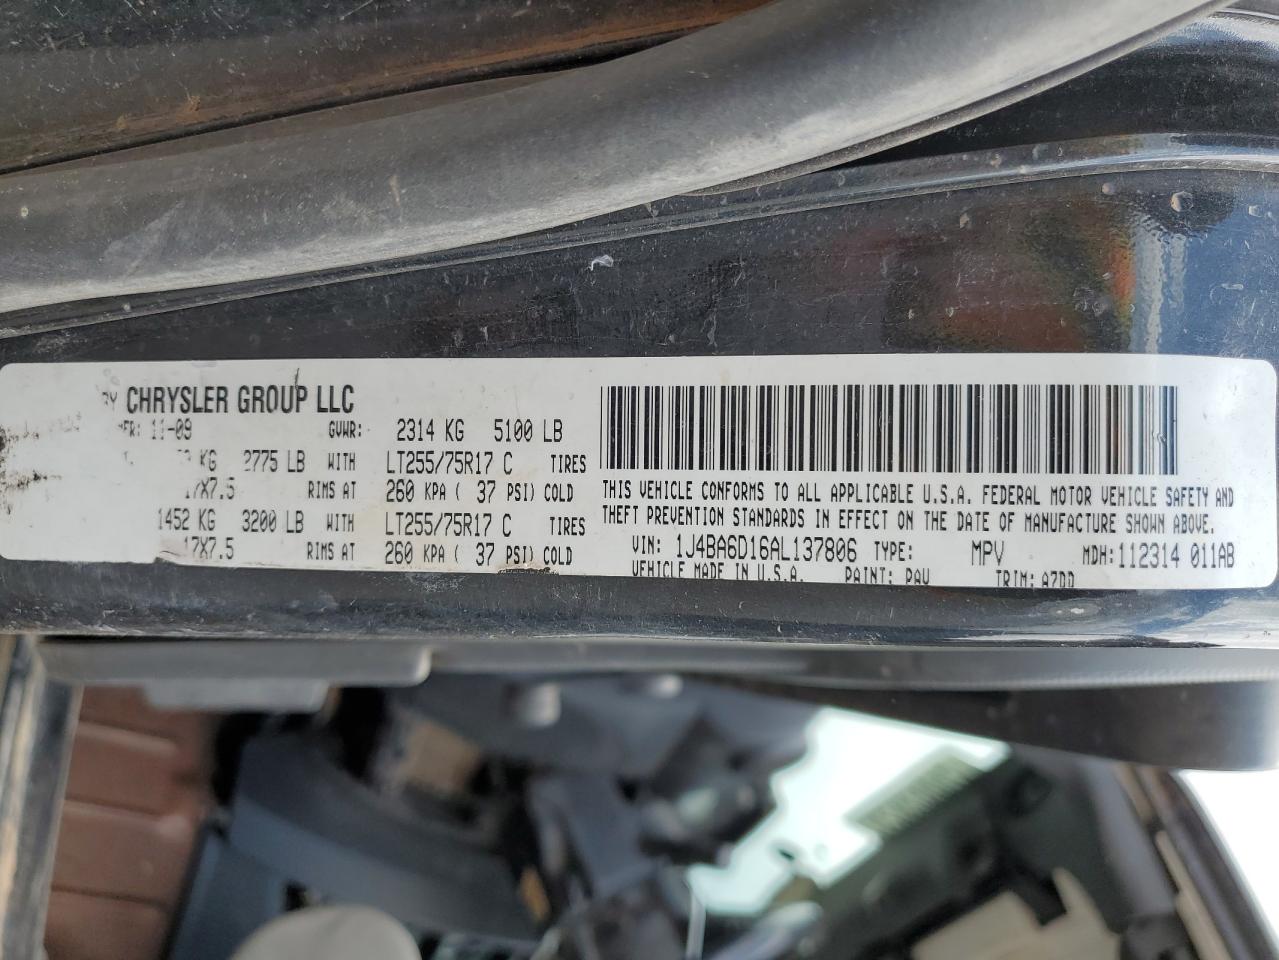 BY CHRYSLER GROUP LLC
11-09 GVWR: 2314 KG 5100 LB
KG 2775 LB WITH LT255/75R17 C TIRES
17X7.5 RIMS AT 260 KPA ( 37 PSI) COLD
1452 KG 3200 LB WITH LT255/75R17 C TIRES
17X7.5 RIMS AT 260 KPA ( 37 PSI) COLD
THIS VEHICLE CONFORMS TO ALL APPLICABLE U.S.A. FEDERAL MOTOR VEHICLE SAFETY AND
THEFT PREVENTION STANDARDS IN EFFECT ON THE DATE OF MANUFACTURE SHOWN ABOVE.
VIN: 1J4BA6D16AL137806 TYPE: MPV MDH: 112314 011AB
VEHICLE MADE IN U.S.A. PAINT: PAV TRIM: A7DD